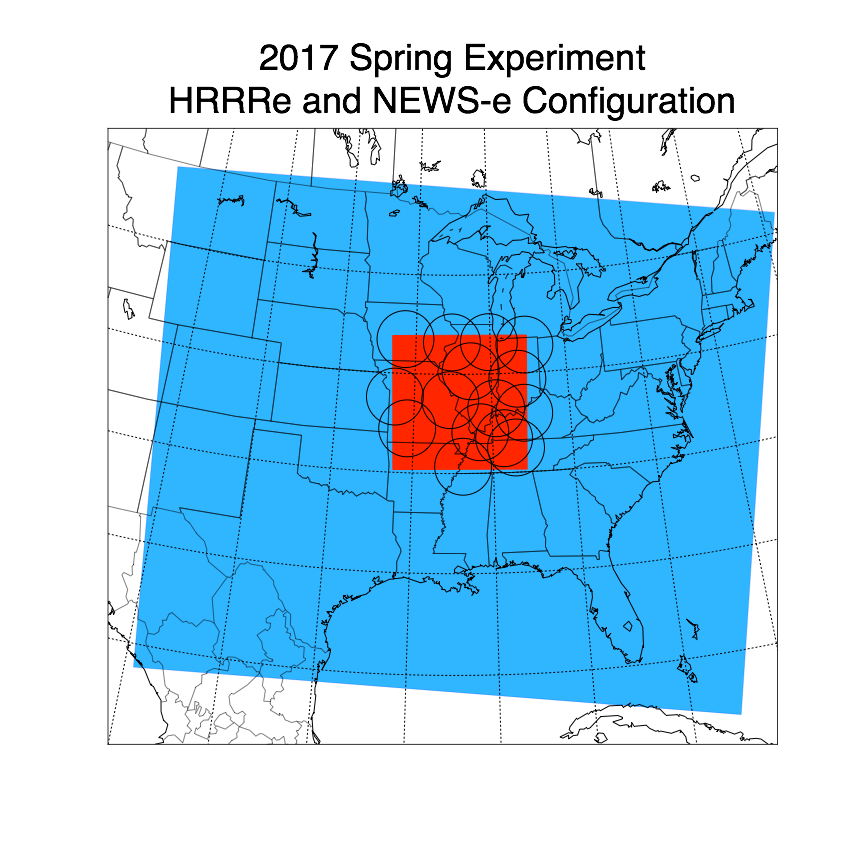 2017 Spring Experiment
HRRRe and NEWS-e Configuration